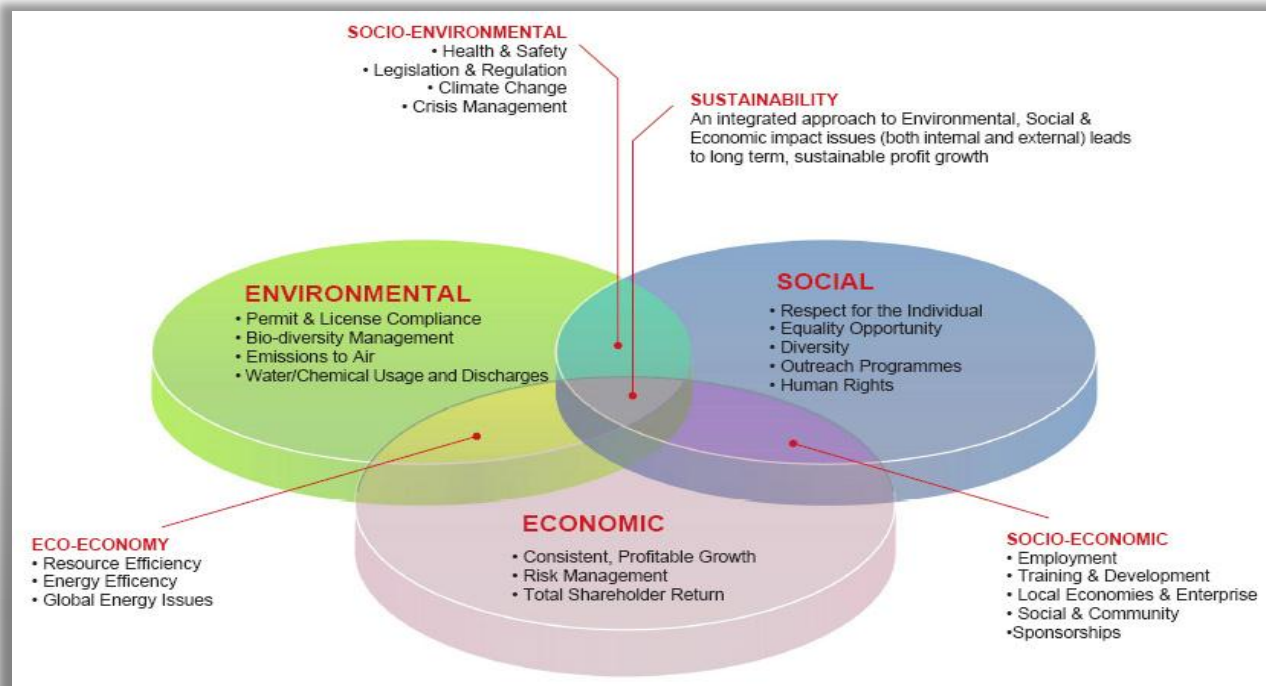 SOCIO-ENVIRONMENTAL
• Health & Safety
• Legislation & Regulation
• Climate Change
• Crisis Management
SUSTAINABILITY
An integrated approach to Environmental, Social &
Economic impact issues (both internal and external) leads
to long term, sustainable profit growth
ENVIRONMENTAL
• Permit & License Compliance
• Bio-diversity Management
• Emissions to Air
• Water/Chemical Usage and Discharges
SOCIAL
• Respect for the Individual
• Equality Opportunity
• Diversity
• Outreach Programmes
• Human Rights
ECO-ECONOMY
• Resource Efficiency
• Energy Efficency
• Global Energy Issues
ECONOMIC
• Consistent, Profitable Growth
• Risk Management
• Total Shareholder Return
SOCIO-ECONOMIC
• Employment
• Training & Development
• Local Economies & Enterprise
• Social & Community
•Sponsorships